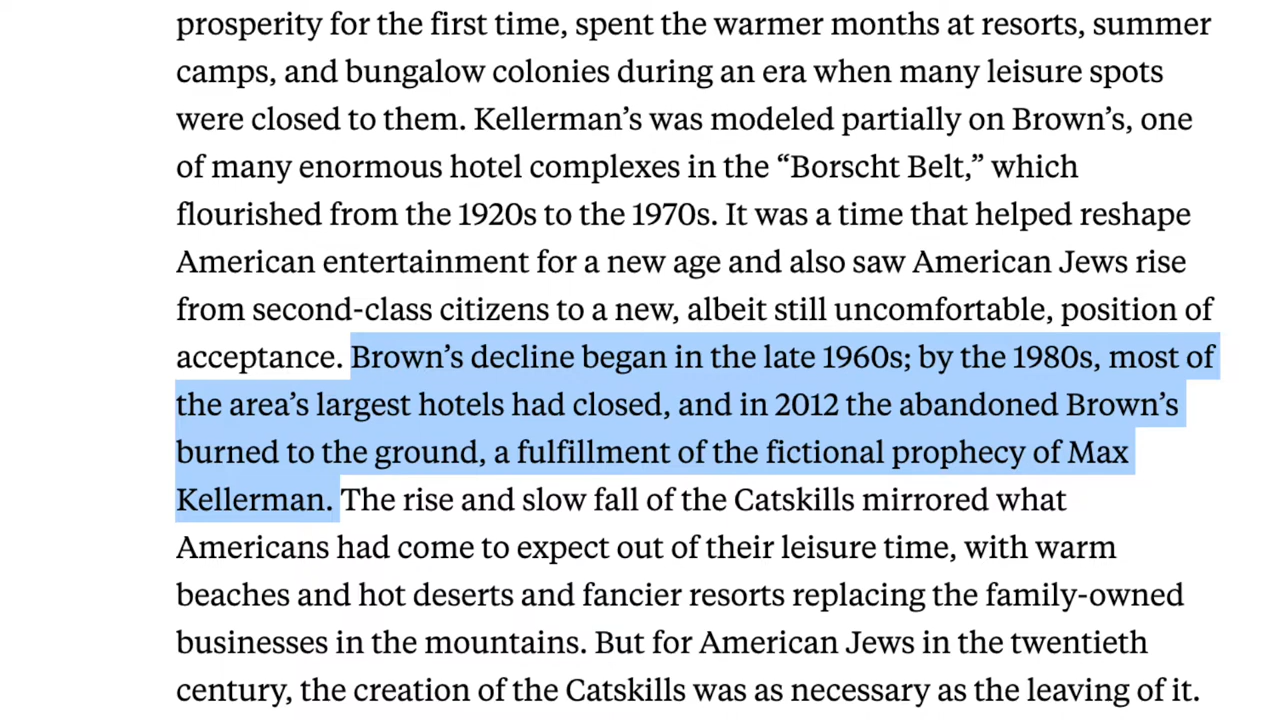 prosperity for the first time, spent the warmer months at resorts, summer
camps, and bungalow colonies during an era when many leisure spots
were closed to them. Kellerman’s was modeled partially on Brown’s, one
of many enormous hotel complexes in the “Borscht Belt,” which
flourished from the 1920s to the 1970s. It was a time that helped reshape
American entertainment for a new age and also saw American Jews rise
from second-class citizens to a new, albeit still uncomfortable, position of
acceptance. Brown’s decline began in the late 1960s; by the 1980s, most of
the area’s largest hotels had closed, and in 2012 the abandoned Brown’s
burned to the ground, a fulfillment of the fictional prophecy of Max
Kellerman. The rise and slow fall of the Catskills mirrored what
Americans had come to expect out of their leisure time, with warm
beaches and hot deserts and fancier resorts replacing the family-owned
businesses in the mountains. But for American Jews in the twentieth
century, the creation of the Catskills was as necessary as the leaving of it.